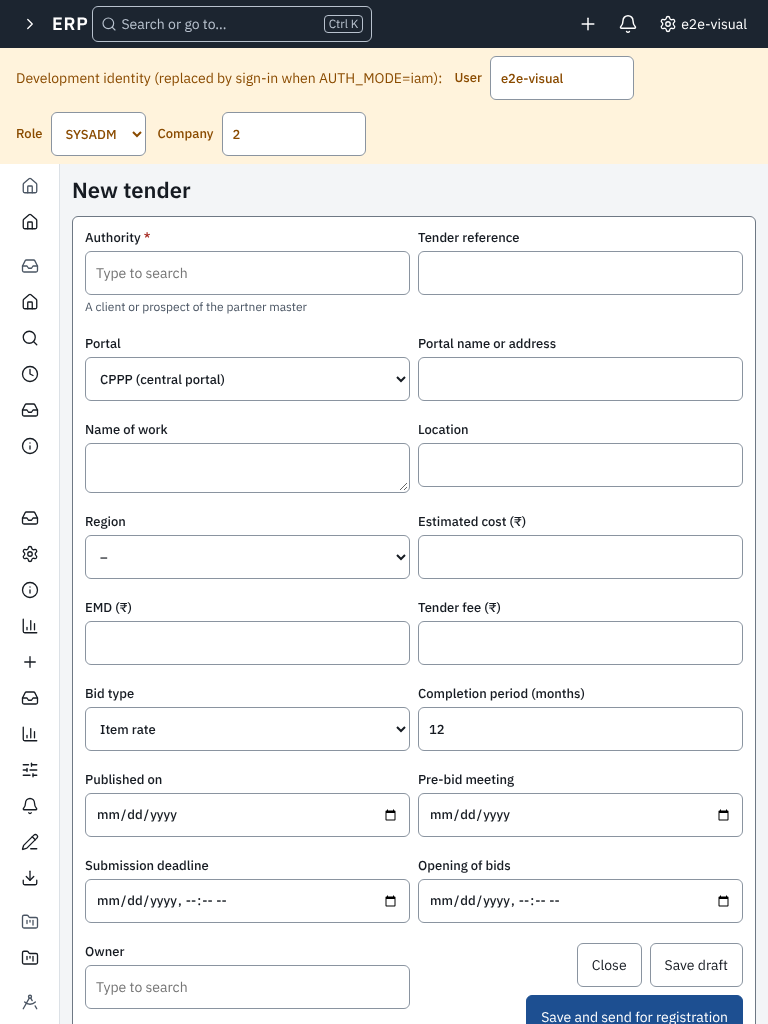 ERP Search or go to... Ctrl K e2e-visual
Development identity (replaced by sign-in when AUTH_MODE=iam): User e2e-visual
Role SYSADM Company 2
New tender
Authority * Tender reference
Type to search
A client or prospect of the partner master
Portal Portal name or address
CPPP (central portal)
Name of work Location
Region Estimated cost (₹)
–
EMD (₹) Tender fee (₹)
Bid type Completion period (months)
Item rate 12
Published on Pre-bid meeting
mm/dd/yyyy mm/dd/yyyy
Submission deadline Opening of bids
mm/dd/yyyy, --:-- -- mm/dd/yyyy, --:-- --
Owner Close Save draft
Type to search
Save and send for registration